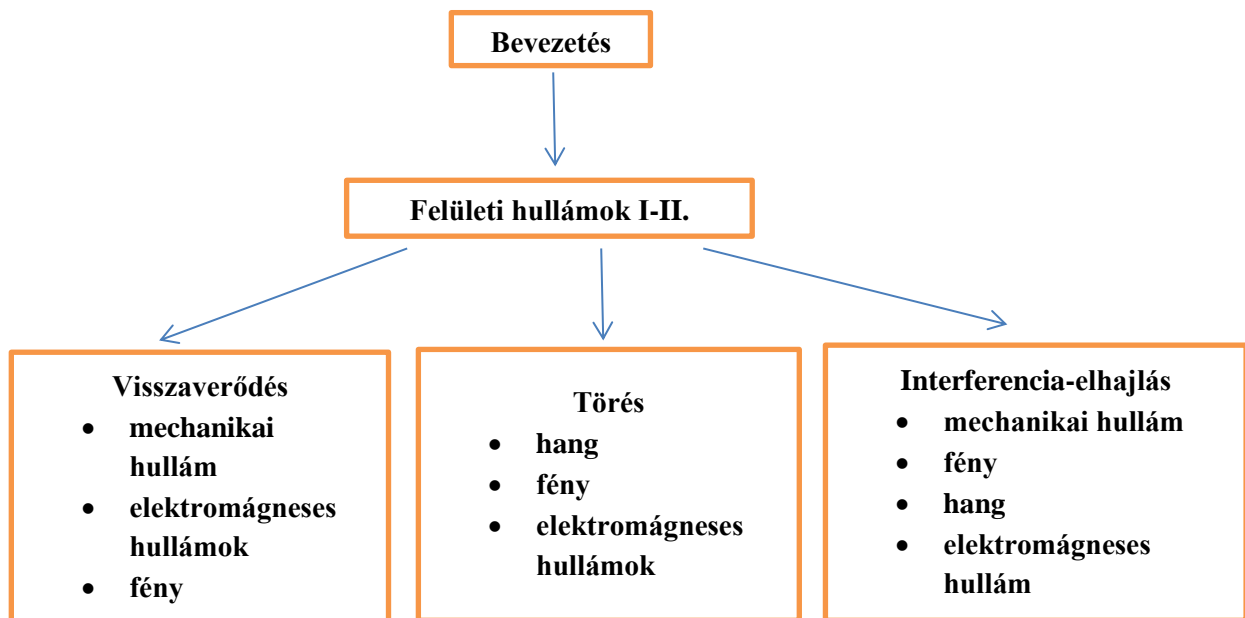 Bevezetés
Felületi hullámok I-II.
Visszaverődés
• mechanikai
hullám
• elektromágneses
hullámok
• fény
Törés
• hang
• fény
• elektromágneses
hullámok
Interferencia-elhajlás
• mechanikai hullám
• fény
• hang
• elektromágneses
hullám